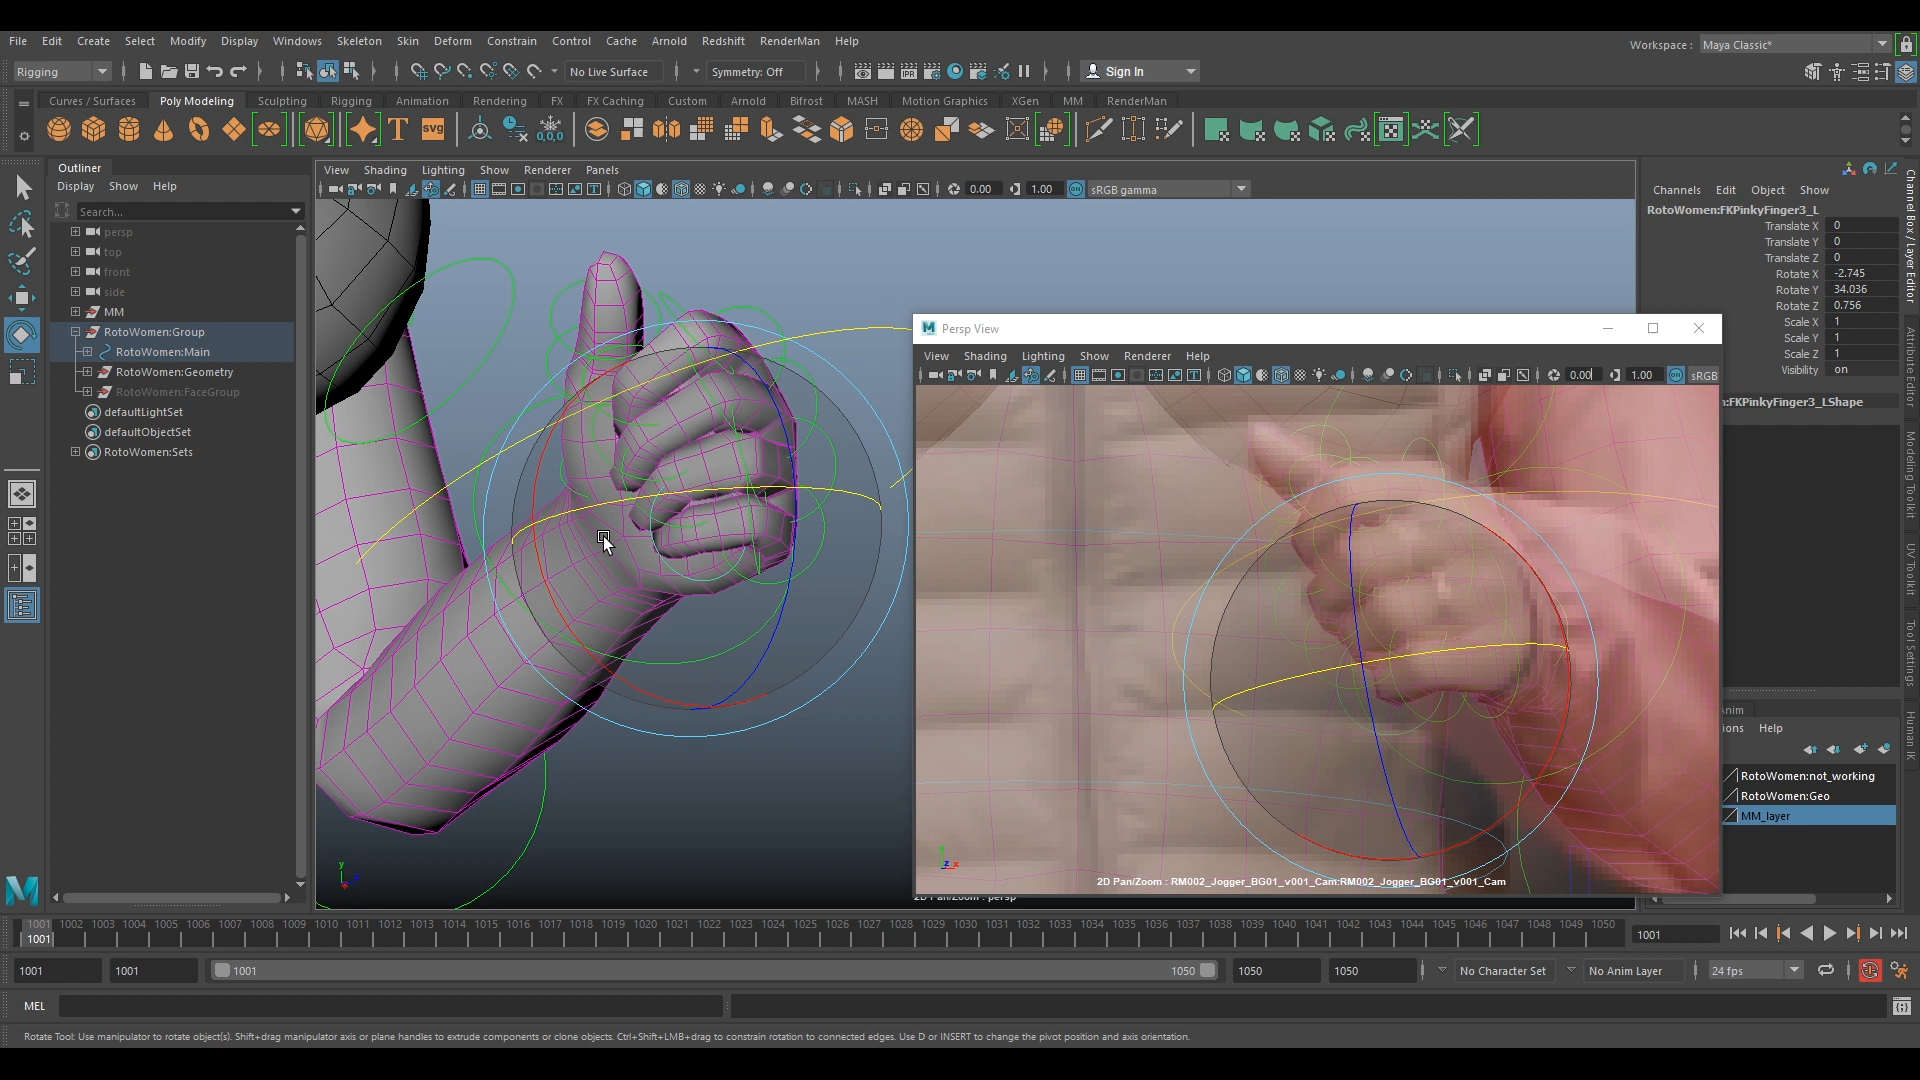 File Edit Create Select Modify Display Windows Skeleton Skin Deform Constrain Control Cache Arnold Redshift RenderMan Help
Workspace : Maya Classic*
Rigging No Live Surface Symmetry: Off Sign In
Curves / Surfaces Poly Modeling Sculpting Rigging Animation Rendering FX FX Caching Custom Arnold Bifrost MASH Motion Graphics XGen MM RenderMan
T svg 0,0,0
Outliner
Display Show Help
Search...
persp
top
front
side
MM
RotoWomen:Group
RotoWomen:Main
RotoWomen:Geometry
RotoWomen:FaceGroup
defaultLightSet
defaultObjectSet
RotoWomen:Sets
View Shading Lighting Show Renderer Panels
0.00 1.00 ON sRGB gamma
y
Persp View
View Shading Lighting Show Renderer Help
0.00 1.00 ON sRGB
z x
2D Pan/Zoom : RM002_Jogger_BG01_v001_Cam:RM002_Jogger_BG01_v001_Cam
2D Pan/Zoom : persp
Channels Edit Object Show
RotoWomen:FKPinkyFinger3_L
Translate X 0
Translate Y 0
Translate Z 0
Rotate X -2.745
Rotate Y 34.036
Rotate Z 0.756
Scale X 1
Scale Y 1
Scale Z 1
Visibility on
:FKPinkyFinger3_LShape
Anim
ions Help
RotoWomen:not_working
RotoWomen:Geo
MM_layer
Channel Box / Layer Editor
Attribute Editor
Modeling Toolkit
UV Toolkit
Tool Settings
Human IK
1001 1002 1003 1004 1005 1006 1007 1008 1009 1010 1011 1012 1013 1014 1015 1016 1017 1018 1019 1020 1021 1022 1023 1024 1025 1026 1027 1028 1029 1030 1031 1032 1033 1034 1035 1036 1037 1038 1039 1040 1041 1042 1043 1044 1045 1046 1047 1048 1049 1050
1001 1001
1001 1001 1001 1050 1050 1050 No Character Set No Anim Layer 24 fps
MEL
Rotate Tool: Use manipulator to rotate object(s). Shift+drag manipulator axis or plane handles to extrude components or clone objects. Ctrl+Shift+LMB+drag to constrain rotation to connected edges. Use D or INSERT to change the pivot position and axis orientation.